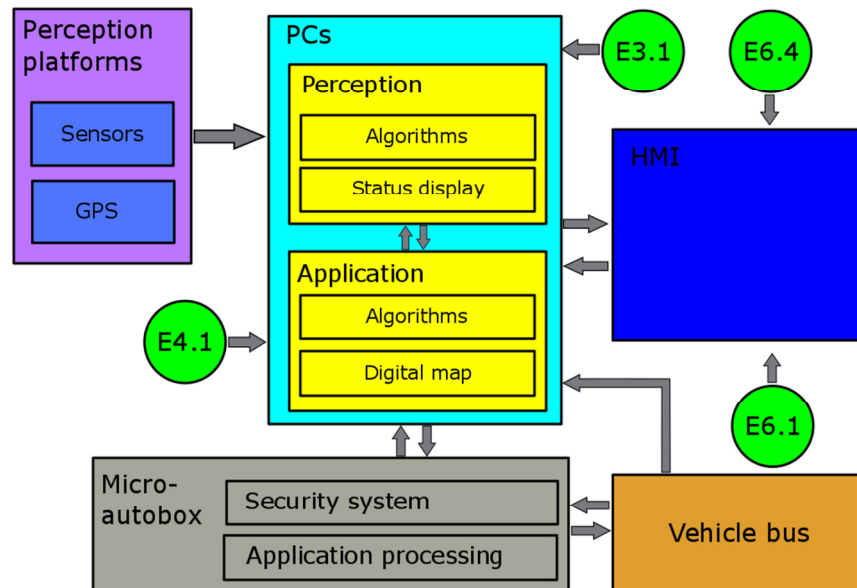 Perception
platforms
Sensors
GPS
PCs
Perception
Algorithms
Status display
Application
Algorithms
Digital map
E3.1
E6.4
HMI
E4.1
E6.1
Micro-
autobox
Security system
Application processing
Vehicle bus